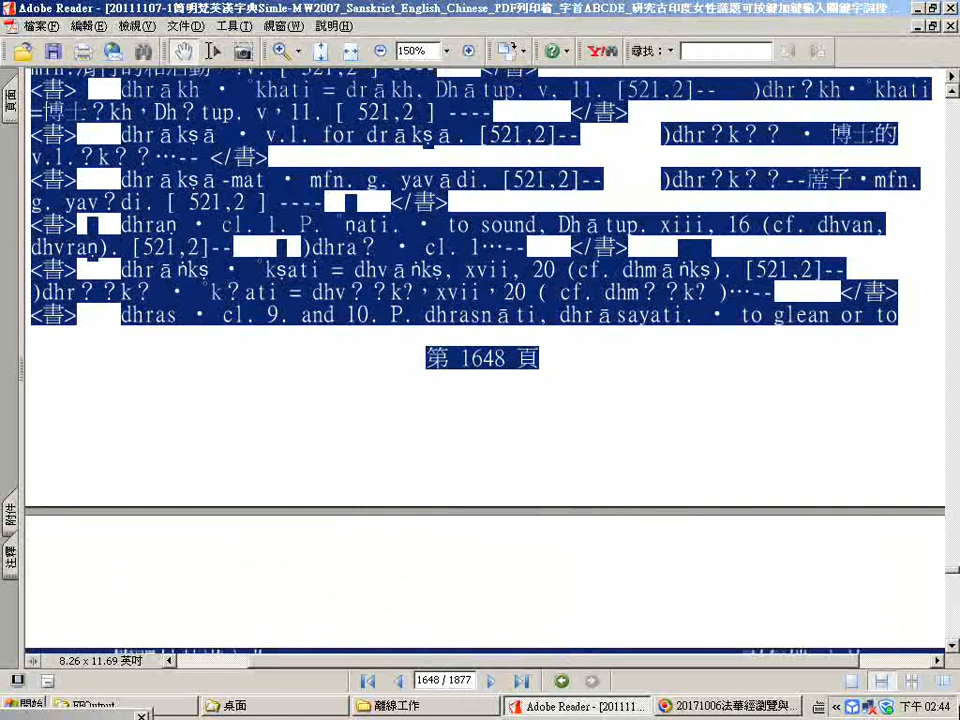 Adobe Reader - [20111107-1簡明梵英漢字典Simle-MW2007_Sanskrict_English_Chinese_PDF列印檔_字首ABCDE_研究古印度女性議題可按鍵加鍵輸入關鍵字詞搜
檔案(F) 編輯(E) 檢視(V) 文件(D) 工具(T) 視窗(W) 說明(H)
150% 尋找：
頁面
<書> dhrākh · °khati = drākh, Dhātup. v, 11. [521,2]-- )dhr?kh·°khati
=博士?kh，Dh?tup. v，11. [ 521,2 ] ---- </書>
<書> dhrākṣā · v.l. for drākṣā. [521,2]-- )dhr?k?? · 博士的
v.l.?k??…-- </書>
<書> dhrākṣā-mat · mfn. g. yavādi. [521,2]-- )dhr?k??--蓆子·mfn.
g. yav?di. [ 521,2 ] ---- </書>
<書> dhraṇ · cl. 1. P. °ṇati. · to sound, Dhātup. xiii, 16 (cf. dhvan,
dhvraṇ). [521,2]-- )dhra? · cl. 1…-- </書>
<書> dhrāṅkṣ · °kṣati = dhvāṅkṣ, xvii, 20 (cf. dhmāṅkṣ). [521,2]--
)dhr??k? · °k?ati = dhv??k?，xvii，20 ( cf. dhm??k? )…-- </書>
<書> dhras · cl. 9. and 10. P. dhrasnāti, dhrāsayati. · to glean or to
第 1648 頁
附件
注釋
8.26 x 11.69 英吋
1648 / 1877
開始 FFOutput 桌面 離線工作 Adobe Reader - [201111... 20171006法華經瀏覽與... 下午 02:44